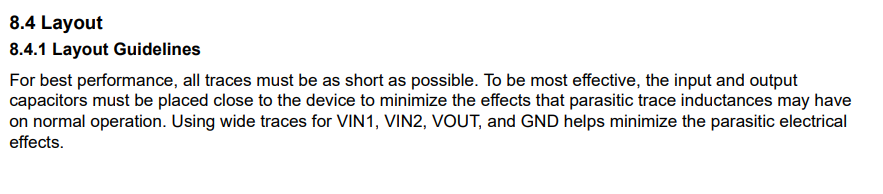 8.4 Layout
8.4.1 Layout Guidelines
For best performance, all traces must be as short as possible. To be most effective, the input and output
capacitors must be placed close to the device to minimize the effects that parasitic trace inductances may have
on normal operation. Using wide traces for VIN1, VIN2, VOUT, and GND helps minimize the parasitic electrical
effects.